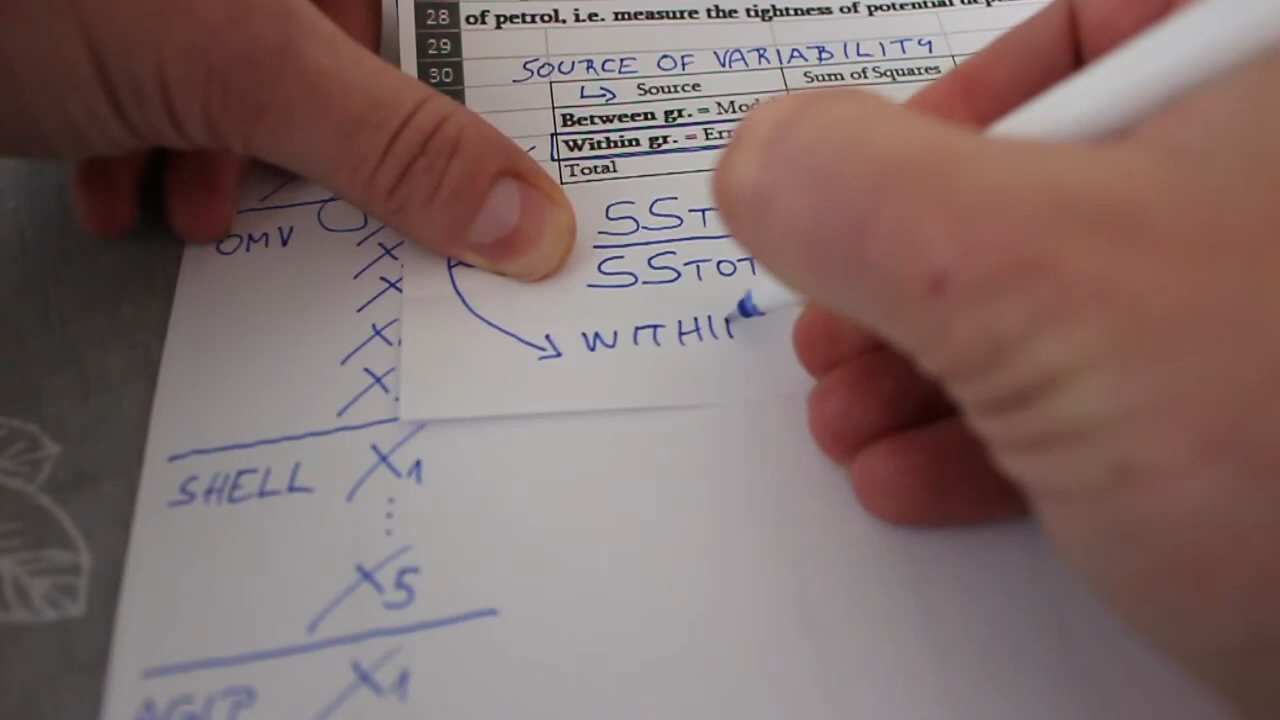 28 of petrol, i.e. measure the tightness of potential
29
30 SOURCE OF VARIABILITY
↳ Source Sum of Squares
Between gr. = Mod
Within gr. = Err
Total
SST
SSTOT
OMV
WITHI
SHELL X1
X5
AGIP X1